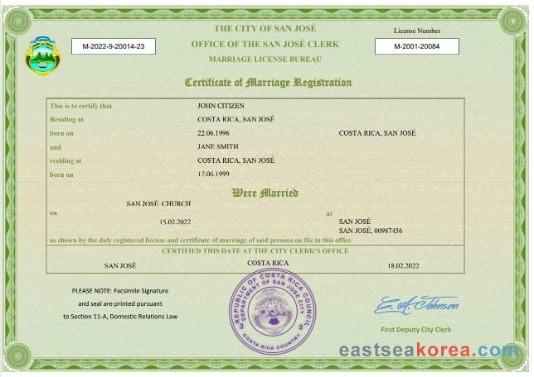 THE CITY OF SAN JOSÉ
License Number
M-2022-9-20014-23
OFFICE OF THE SAN JOSÉ CLERK
M-2001-20084
MARRIAGE LICENSE BUREAU
Certificate of Marriage Registration
This is to certify that JOHN CITIZEN
Residing at COSTA RICA, SAN JOSÉ
born on 22.06.1996 COSTA RICA, SAN JOSÉ
and JANE SMITH
residing at COSTA RICA, SAN JOSÉ
born on 17.06.1999
Were Married
SAN JOSÉ CHURCH
on at
15.02.2022 SAN JOSÉ
SAN JOSÉ, 00987456
as shown by the duly registered license and certificate of marriage of said persons on file in this office
CERTIFIED THIS DATE AT THE CITY CLERK'S OFFICE
SAN JOSÉ COSTA RICA 18.02.2022
PLEASE NOTE: Facsimile Signature
and seal are printed pursuant
to Section 11-A, Domestic Relations Law
REPUBLIC OF COSTA RICA COUNCIL
DEPARTMENT OF SAN JOSE CITY
COSTA RICA COUNTRY
E. A. Johnson
First Deputy City Clerk
eastseakorea.com